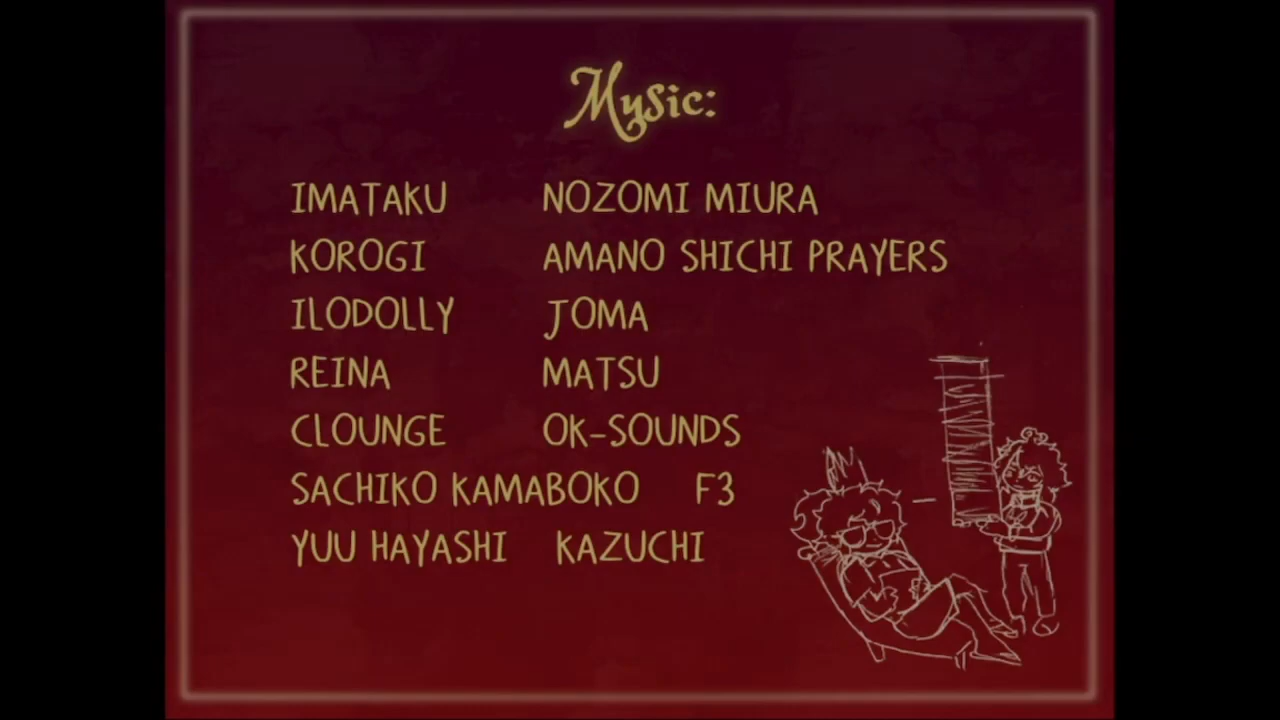 Mysic:
IMATAKU NOZOMI MIURA
KOROGI AMANO SHICHI PRAYERS
ILODOLLY JOMA
REINA MATSU
CLOUNGE OK-SOUNDS
SACHIKO KAMABOKO F3
YUU HAYASHI KAZUCHI